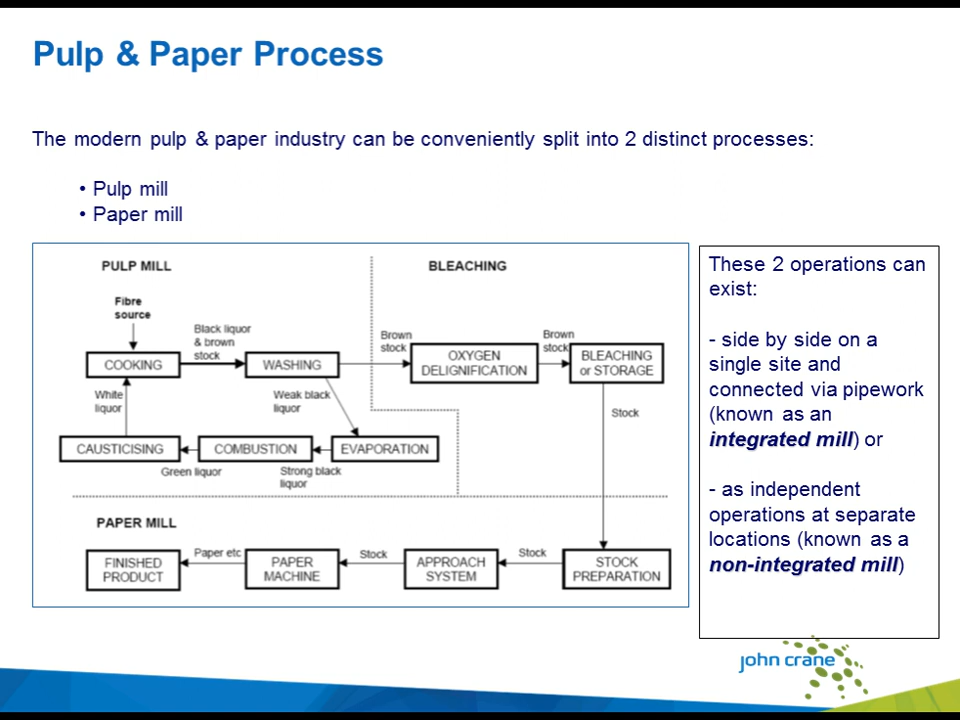 Pulp & Paper Process
The modern pulp & paper industry can be conveniently split into 2 distinct processes:
• Pulp mill
• Paper mill
PULP MILL
BLEACHING
Fibre
source
Black liquor
& brown
stock
Brown
stock
Brown
stock
COOKING
WASHING
OXYGEN
DELIGNIFICATION
BLEACHING
or STORAGE
White
liquor
Weak black
liquor
Stock
CAUSTICISING
COMBUSTION
EVAPORATION
Green liquor
Strong black
liquor
PAPER MILL
FINISHED
PRODUCT
Paper etc
PAPER
MACHINE
Stock
APPROACH
SYSTEM
Stock
STOCK
PREPARATION
These 2 operations can
exist:
- side by side on a
single site and
connected via pipework
(known as an
integrated mill) or
- as independent
operations at separate
locations (known as a
non-integrated mill)
john crane